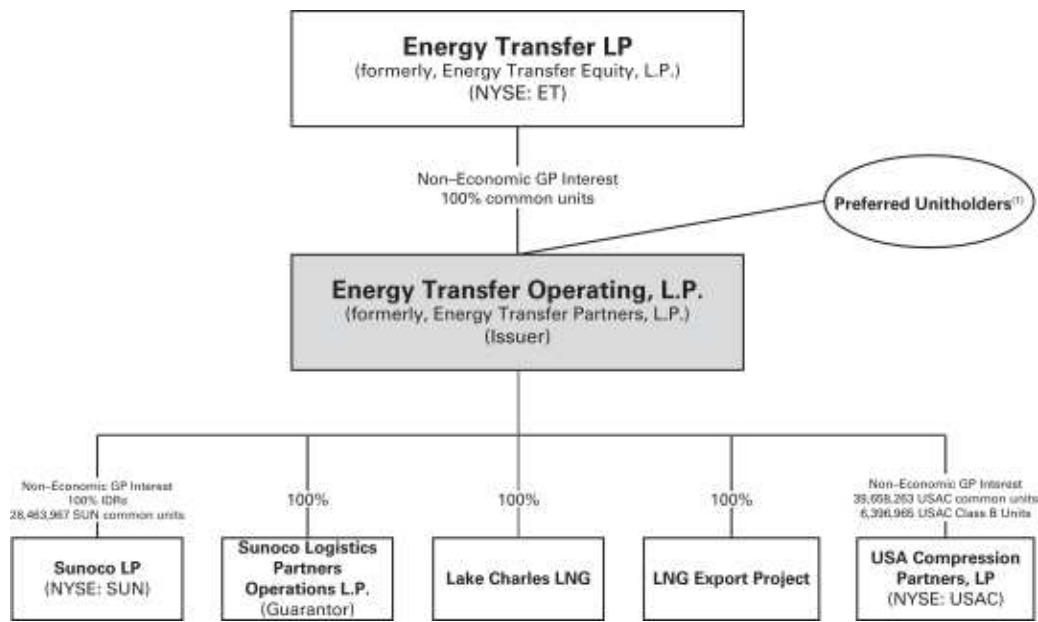 Energy Transfer LP
(formerly, Energy Transfer Equity, L.P.)
(NYSE: ET)
Non–Economic GP Interest
100% common units
Preferred Unitholders(1)
Energy Transfer Operating, L.P.
(formerly, Energy Transfer Partners, L.P.)
(Issuer)
Non–Economic GP Interest
100% IDRs
28,463,967 SUN common units
100%
100%
100%
Non–Economic GP Interest
39,658,263 USAC common units
6,396,965 USAC Class B Units
Sunoco LP
(NYSE: SUN)
Sunoco Logistics
Partners
Operations L.P.
(Guarantor)
Lake Charles LNG
LNG Export Project
USA Compression
Partners, LP
(NYSE: USAC)